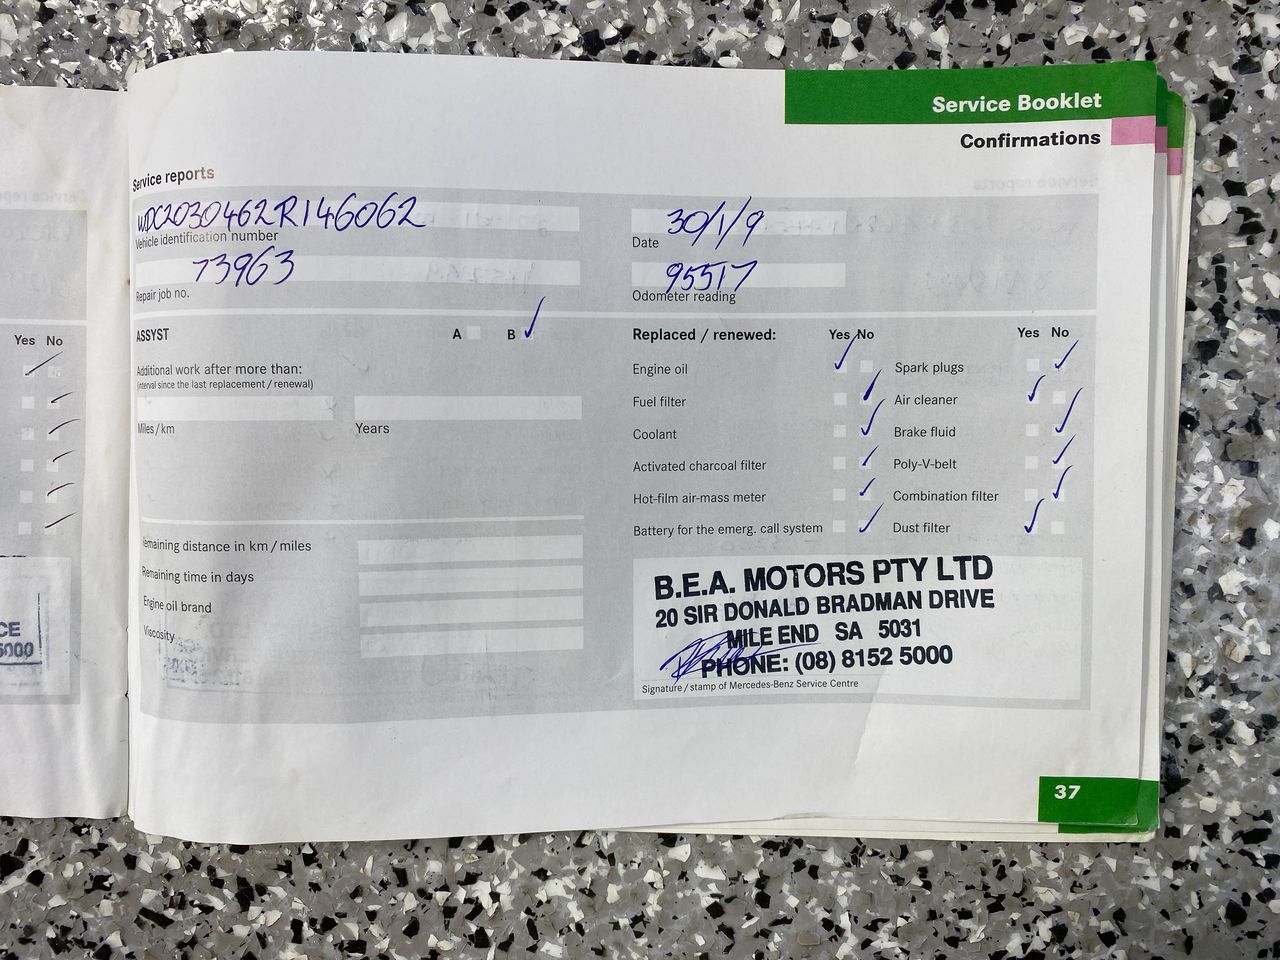 Service Booklet
Confirmations
Service reports
WDC2030462R146062
Vehicle identification number
30/1/9
Date
73963
Repair job no.
95517
Odometer reading
ASSYST A B ✓
Additional work after more than:
(interval since the last replacement / renewal)
Miles / km Years
Remaining distance in km / miles
Remaining time in days
Engine oil brand
Viscosity
Replaced / renewed: Yes No Yes No
Engine oil ✓ Spark plugs ✓
Fuel filter ✓ Air cleaner ✓
Coolant ✓ Brake fluid ✓
Activated charcoal filter ✓ Poly-V-belt ✓
Hot-film air-mass meter ✓ Combination filter ✓
Battery for the emerg. call system ✓ Dust filter ✓
B.E.A. MOTORS PTY LTD
20 SIR DONALD BRADMAN DRIVE
MILE END SA 5031
PHONE: (08) 8152 5000
Signature / stamp of Mercedes-Benz Service Centre
37
Yes No
CE
5000